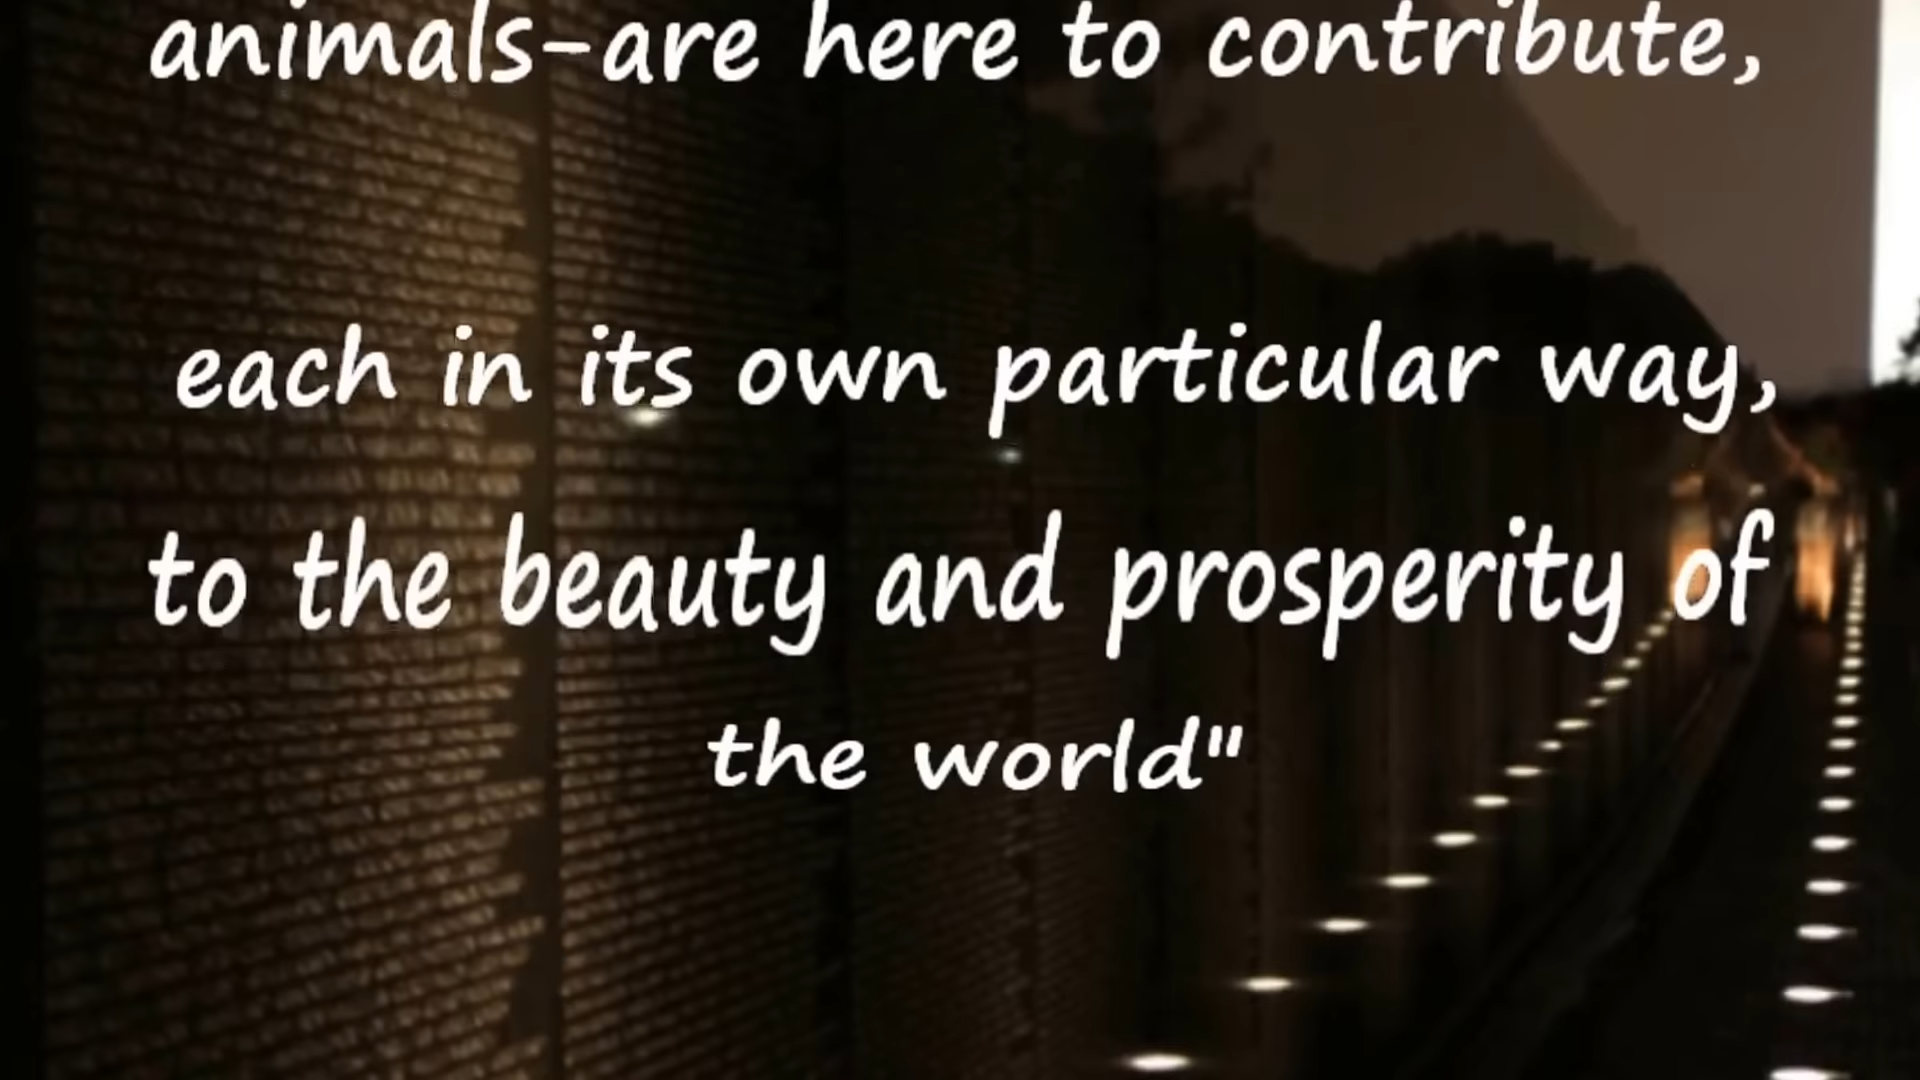 animals-are here to contribute,
each in its own particular way,
to the beauty and prosperity of
the world"